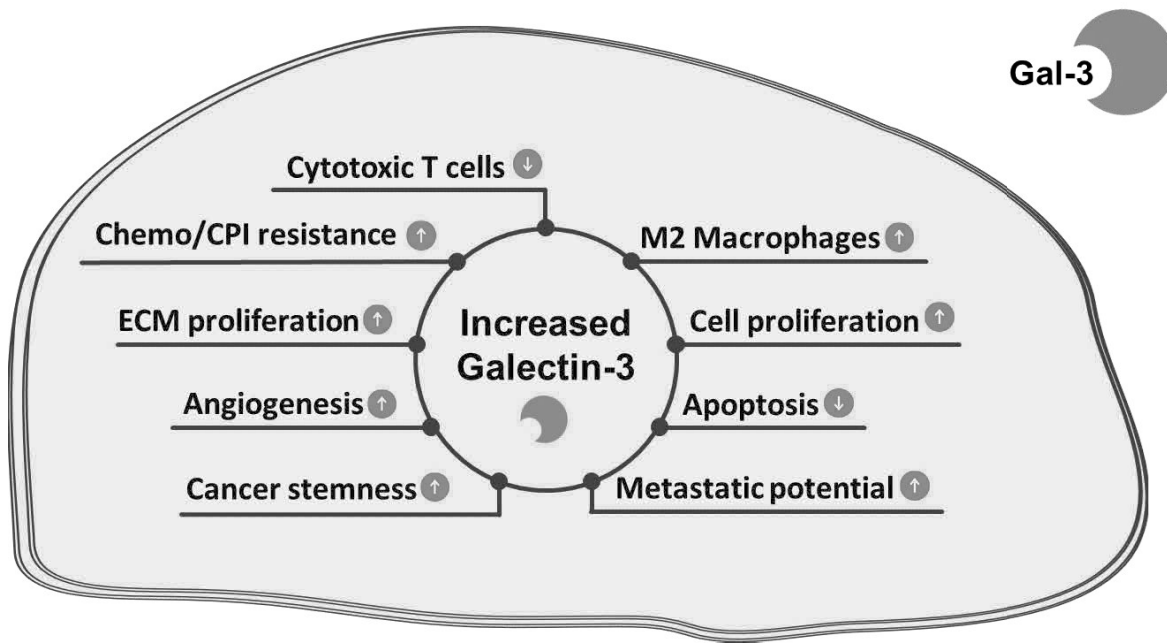 Gal-3
Cytotoxic T cells ↓
Chemo/CPI resistance ↑
M2 Macrophages ↑
ECM proliferation ↑
Increased
Galectin-3
Cell proliferation ↑
Angiogenesis ↑
Apoptosis ↓
Cancer stemness ↑
Metastatic potential ↑